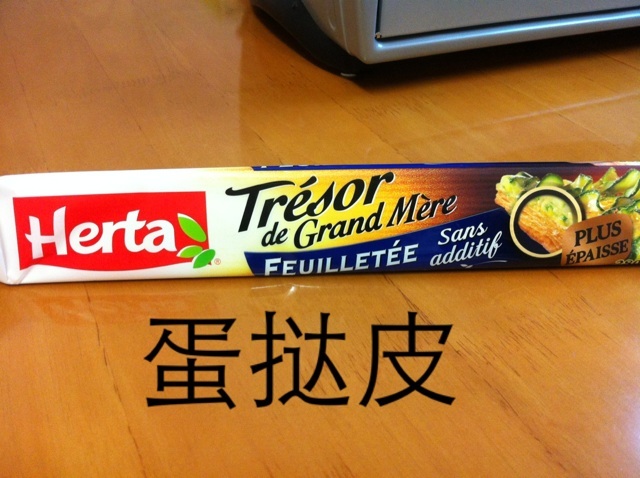 Herta
Trésor
de Grand Mère
FEUILLETÉE
Sans
additif
PLUS
ÉPAISSE
蛋挞皮